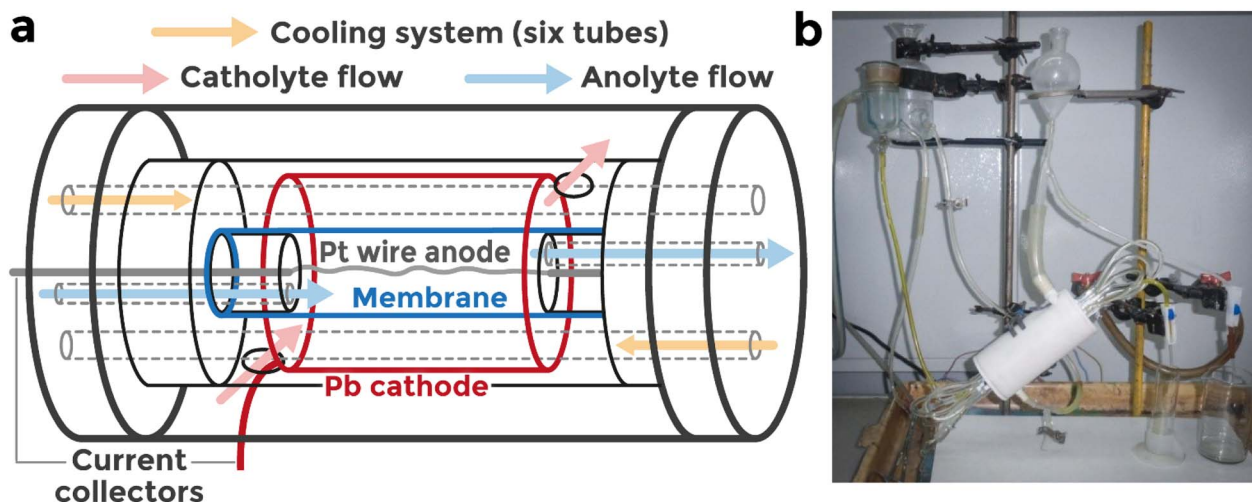 a
Cooling system (six tubes)
Catholyte flow
Anolyte flow
Pt wire anode
Membrane
Pb cathode
Current
collectors
b